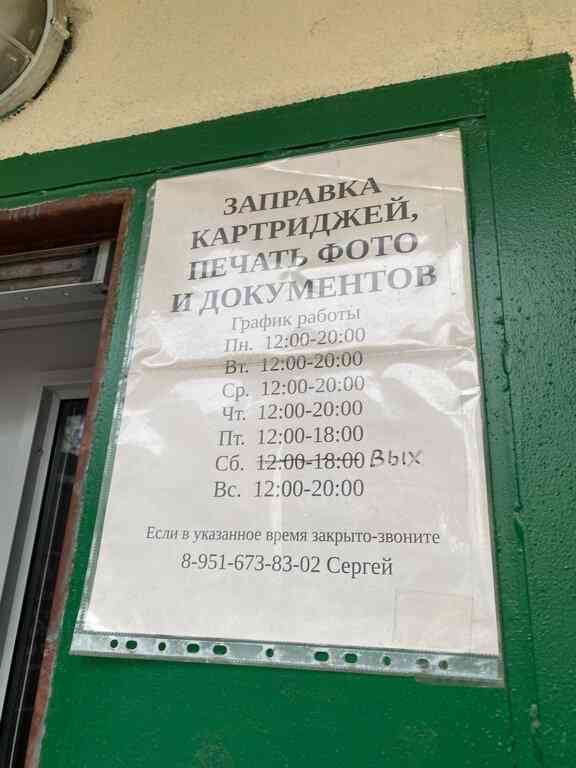 ЗАПРАВКА
КАРТРИДЖЕЙ,
ПЕЧАТЬ ФОТО
И ДОКУМЕНТОВ
График работы
Пн. 12:00-20:00
Вт. 12:00-20:00
Ср. 12:00-20:00
Чт. 12:00-20:00
Пт. 12:00-18:00
Сб. 12:00-18:00 Вых
Вс. 12:00-20:00
Если в указанное время закрыто-звоните
8-951-673-83-02 Сергей